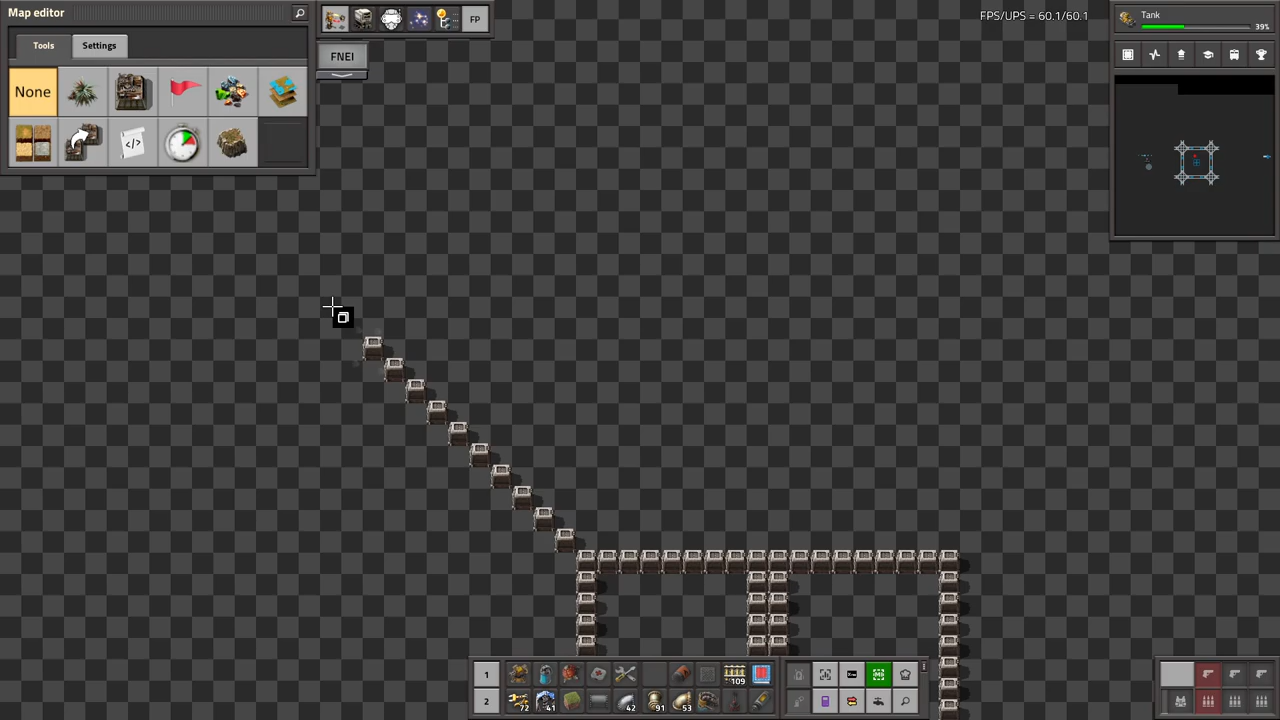 Map editor
FP
FPS/UPS = 60.1/60.1
Tank
39%
Tools
Settings
FNEI
None
</>
1
109
2
72
41
42
91
53